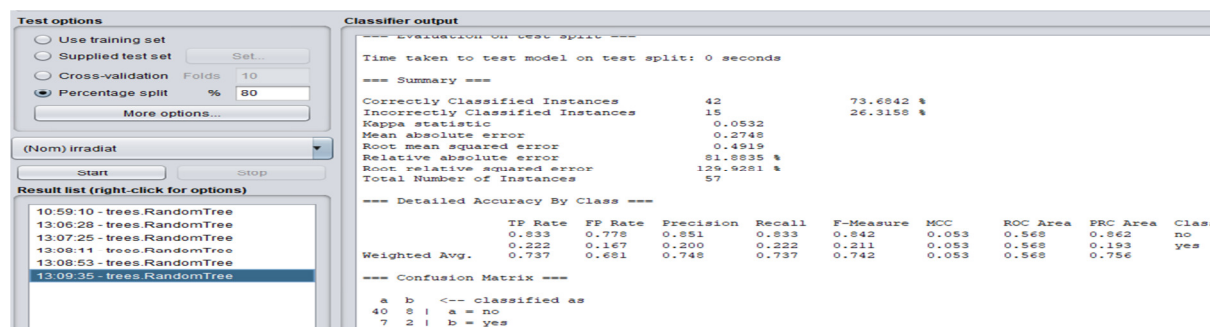 Test options
Use training set
Supplied test set Set...
Cross-validation Folds 10
Percentage split % 80
More options...
(Nom) irradiat
Start Stop
Result list (right-click for options)
10:59:10 - trees.RandomTree
13:06:28 - trees.RandomTree
13:07:25 - trees.RandomTree
13:08:11 - trees.RandomTree
13:08:53 - trees.RandomTree
13:09:35 - trees.RandomTree
Classifier output
=== Evaluation on test split ===
Time taken to test model on test split: 0 seconds
=== Summary ===
Correctly Classified Instances 42 73.6842 %
Incorrectly Classified Instances 15 26.3158 %
Kappa statistic 0.0532
Mean absolute error 0.2748
Root mean squared error 0.4919
Relative absolute error 81.8835 %
Root relative squared error 129.9281 %
Total Number of Instances 57
=== Detailed Accuracy By Class ===
TP Rate FP Rate Precision Recall F-Measure MCC ROC Area PRC Area Clas
0.833 0.778 0.851 0.833 0.842 0.053 0.568 0.862 no
0.222 0.167 0.200 0.222 0.211 0.053 0.568 0.193 yes
Weighted Avg. 0.737 0.681 0.748 0.737 0.742 0.053 0.568 0.756
=== Confusion Matrix ===
a b <-- classified as
40 8 | a = no
7 2 | b = yes